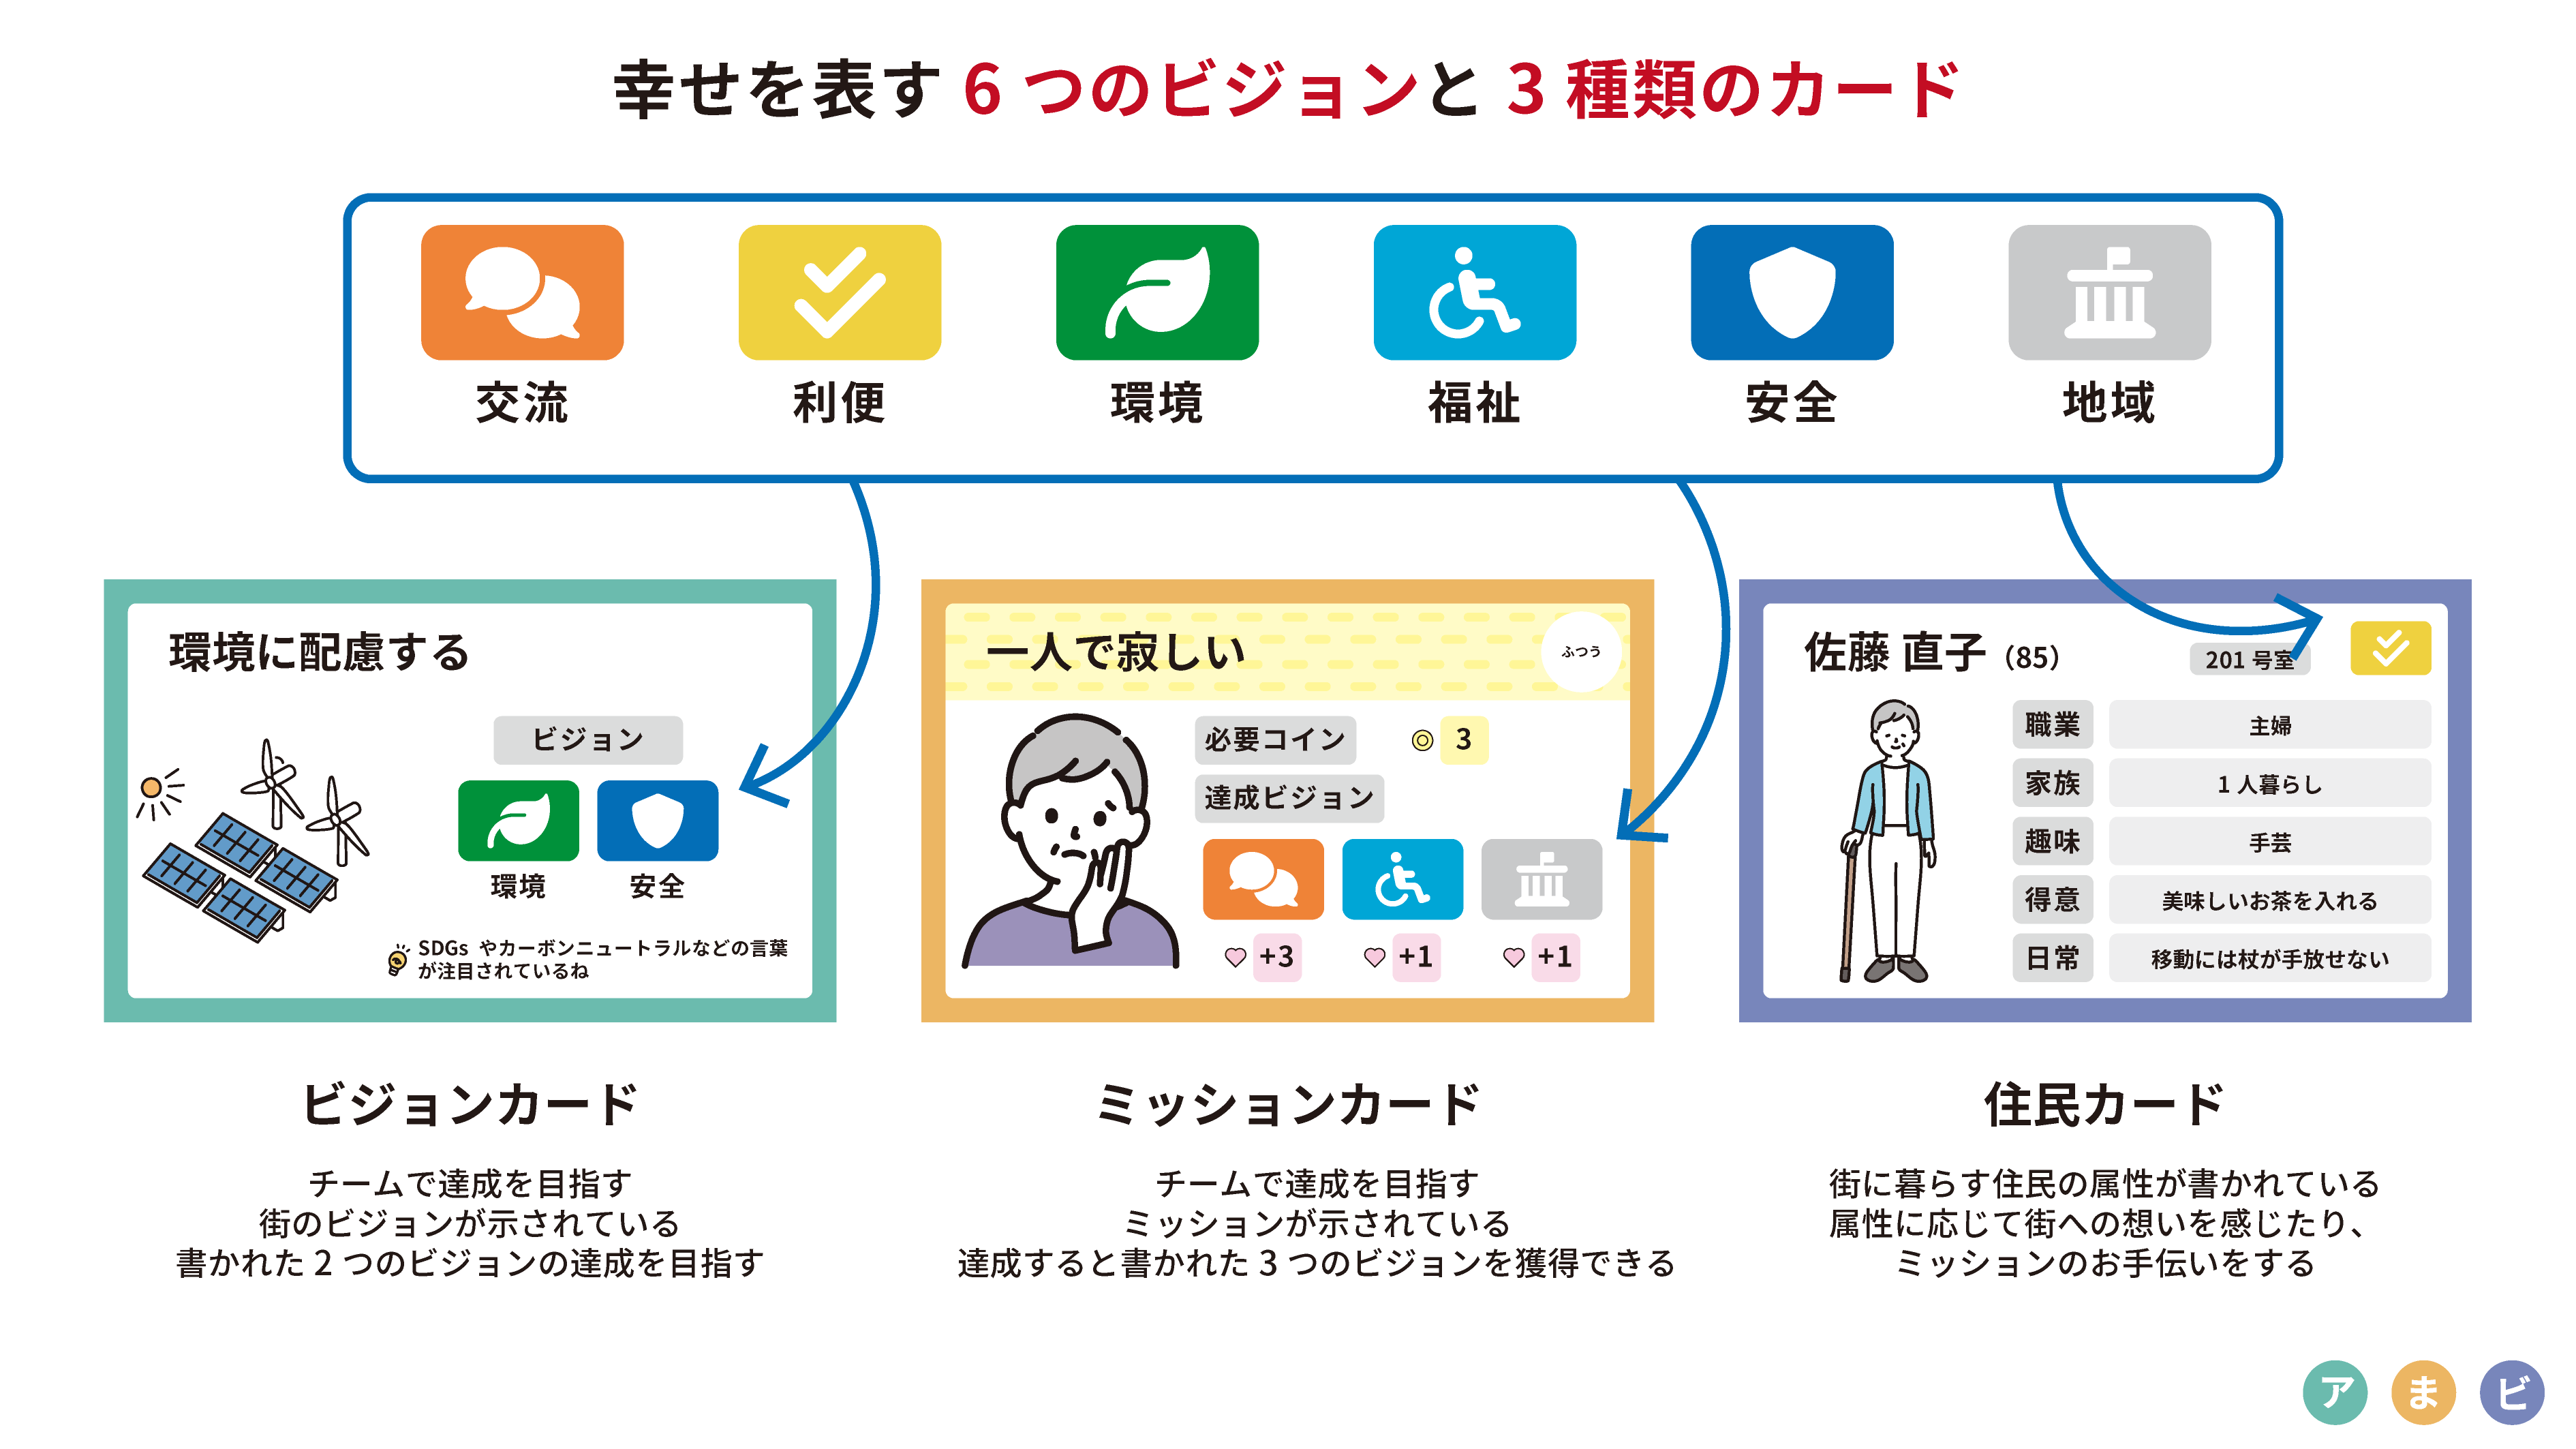 幸せを表す 6 つのビジョンと 3 種類のカード
交流
利便
環境
福祉
安全
地域
環境に配慮する
ビジョン
環境
安全
SDGs やカーボンニュートラルなどの言葉
が注目されているね
一人で寂しい
ふつう
必要コイン
3
達成ビジョン
+3
+1
+1
佐藤 直子（85）
201 号室
職業
主婦
家族
1 人暮らし
趣味
手芸
得意
美味しいお茶を入れる
日常
移動には杖が手放せない
ビジョンカード
チームで達成を目指す
街のビジョンが示されている
書かれた 2 つのビジョンの達成を目指す
ミッションカード
チームで達成を目指す
ミッションが示されている
達成すると書かれた 3 つのビジョンを獲得できる
住民カード
街に暮らす住民の属性が書かれている
属性に応じて街への想いを感じたり、
ミッションのお手伝いをする
ア ま ビ